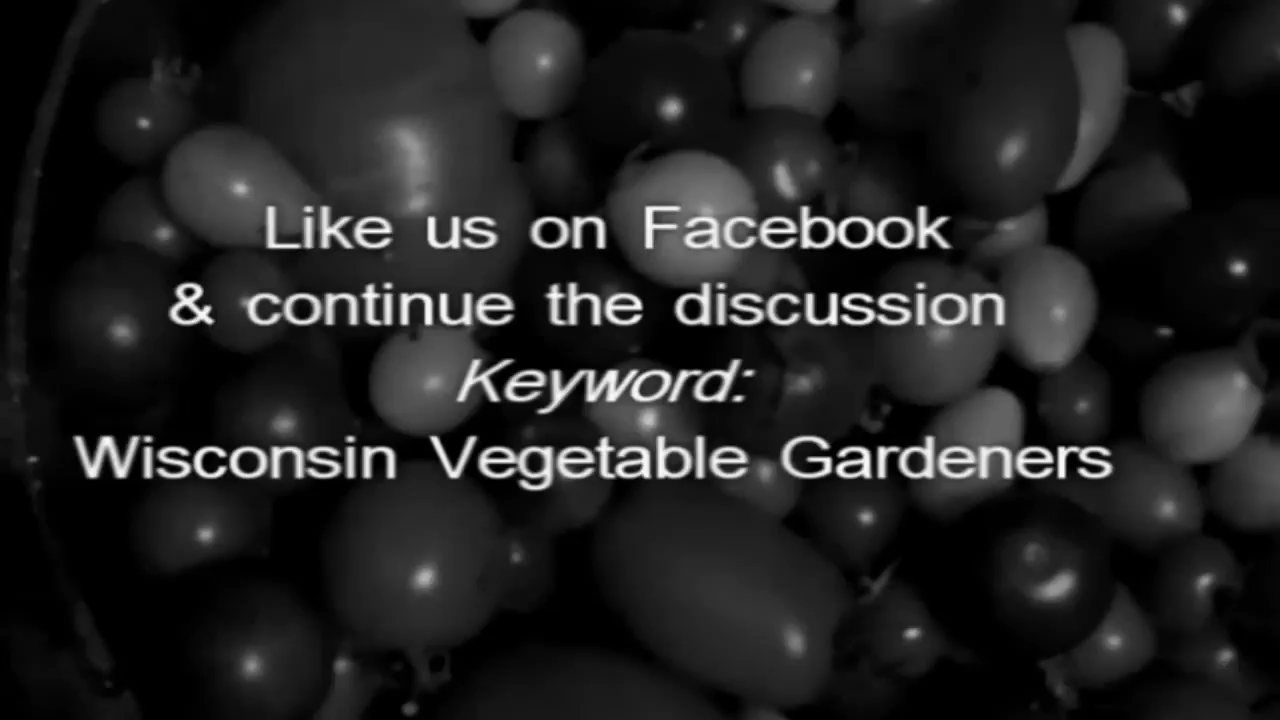 Like us on Facebook
& continue the discussion
Keyword:
Wisconsin Vegetable Gardeners